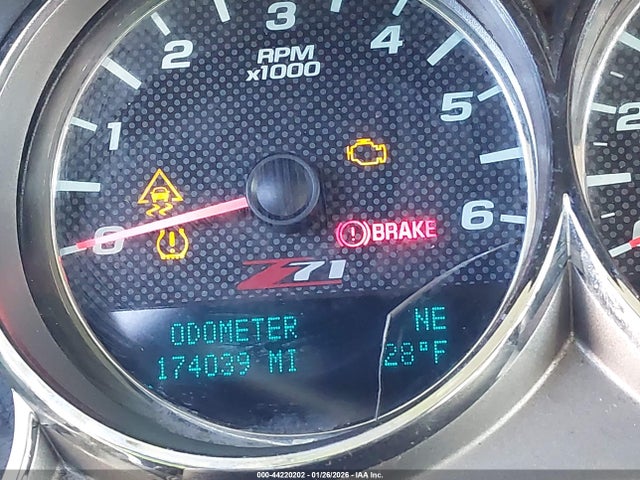 3
2
4
RPM
x1000
1
5
2
0
6
BRAKE
Z71
ODOMETER NE
174039 MI 28°F
000-44220202 - 01/26/2026 - IAA Inc.